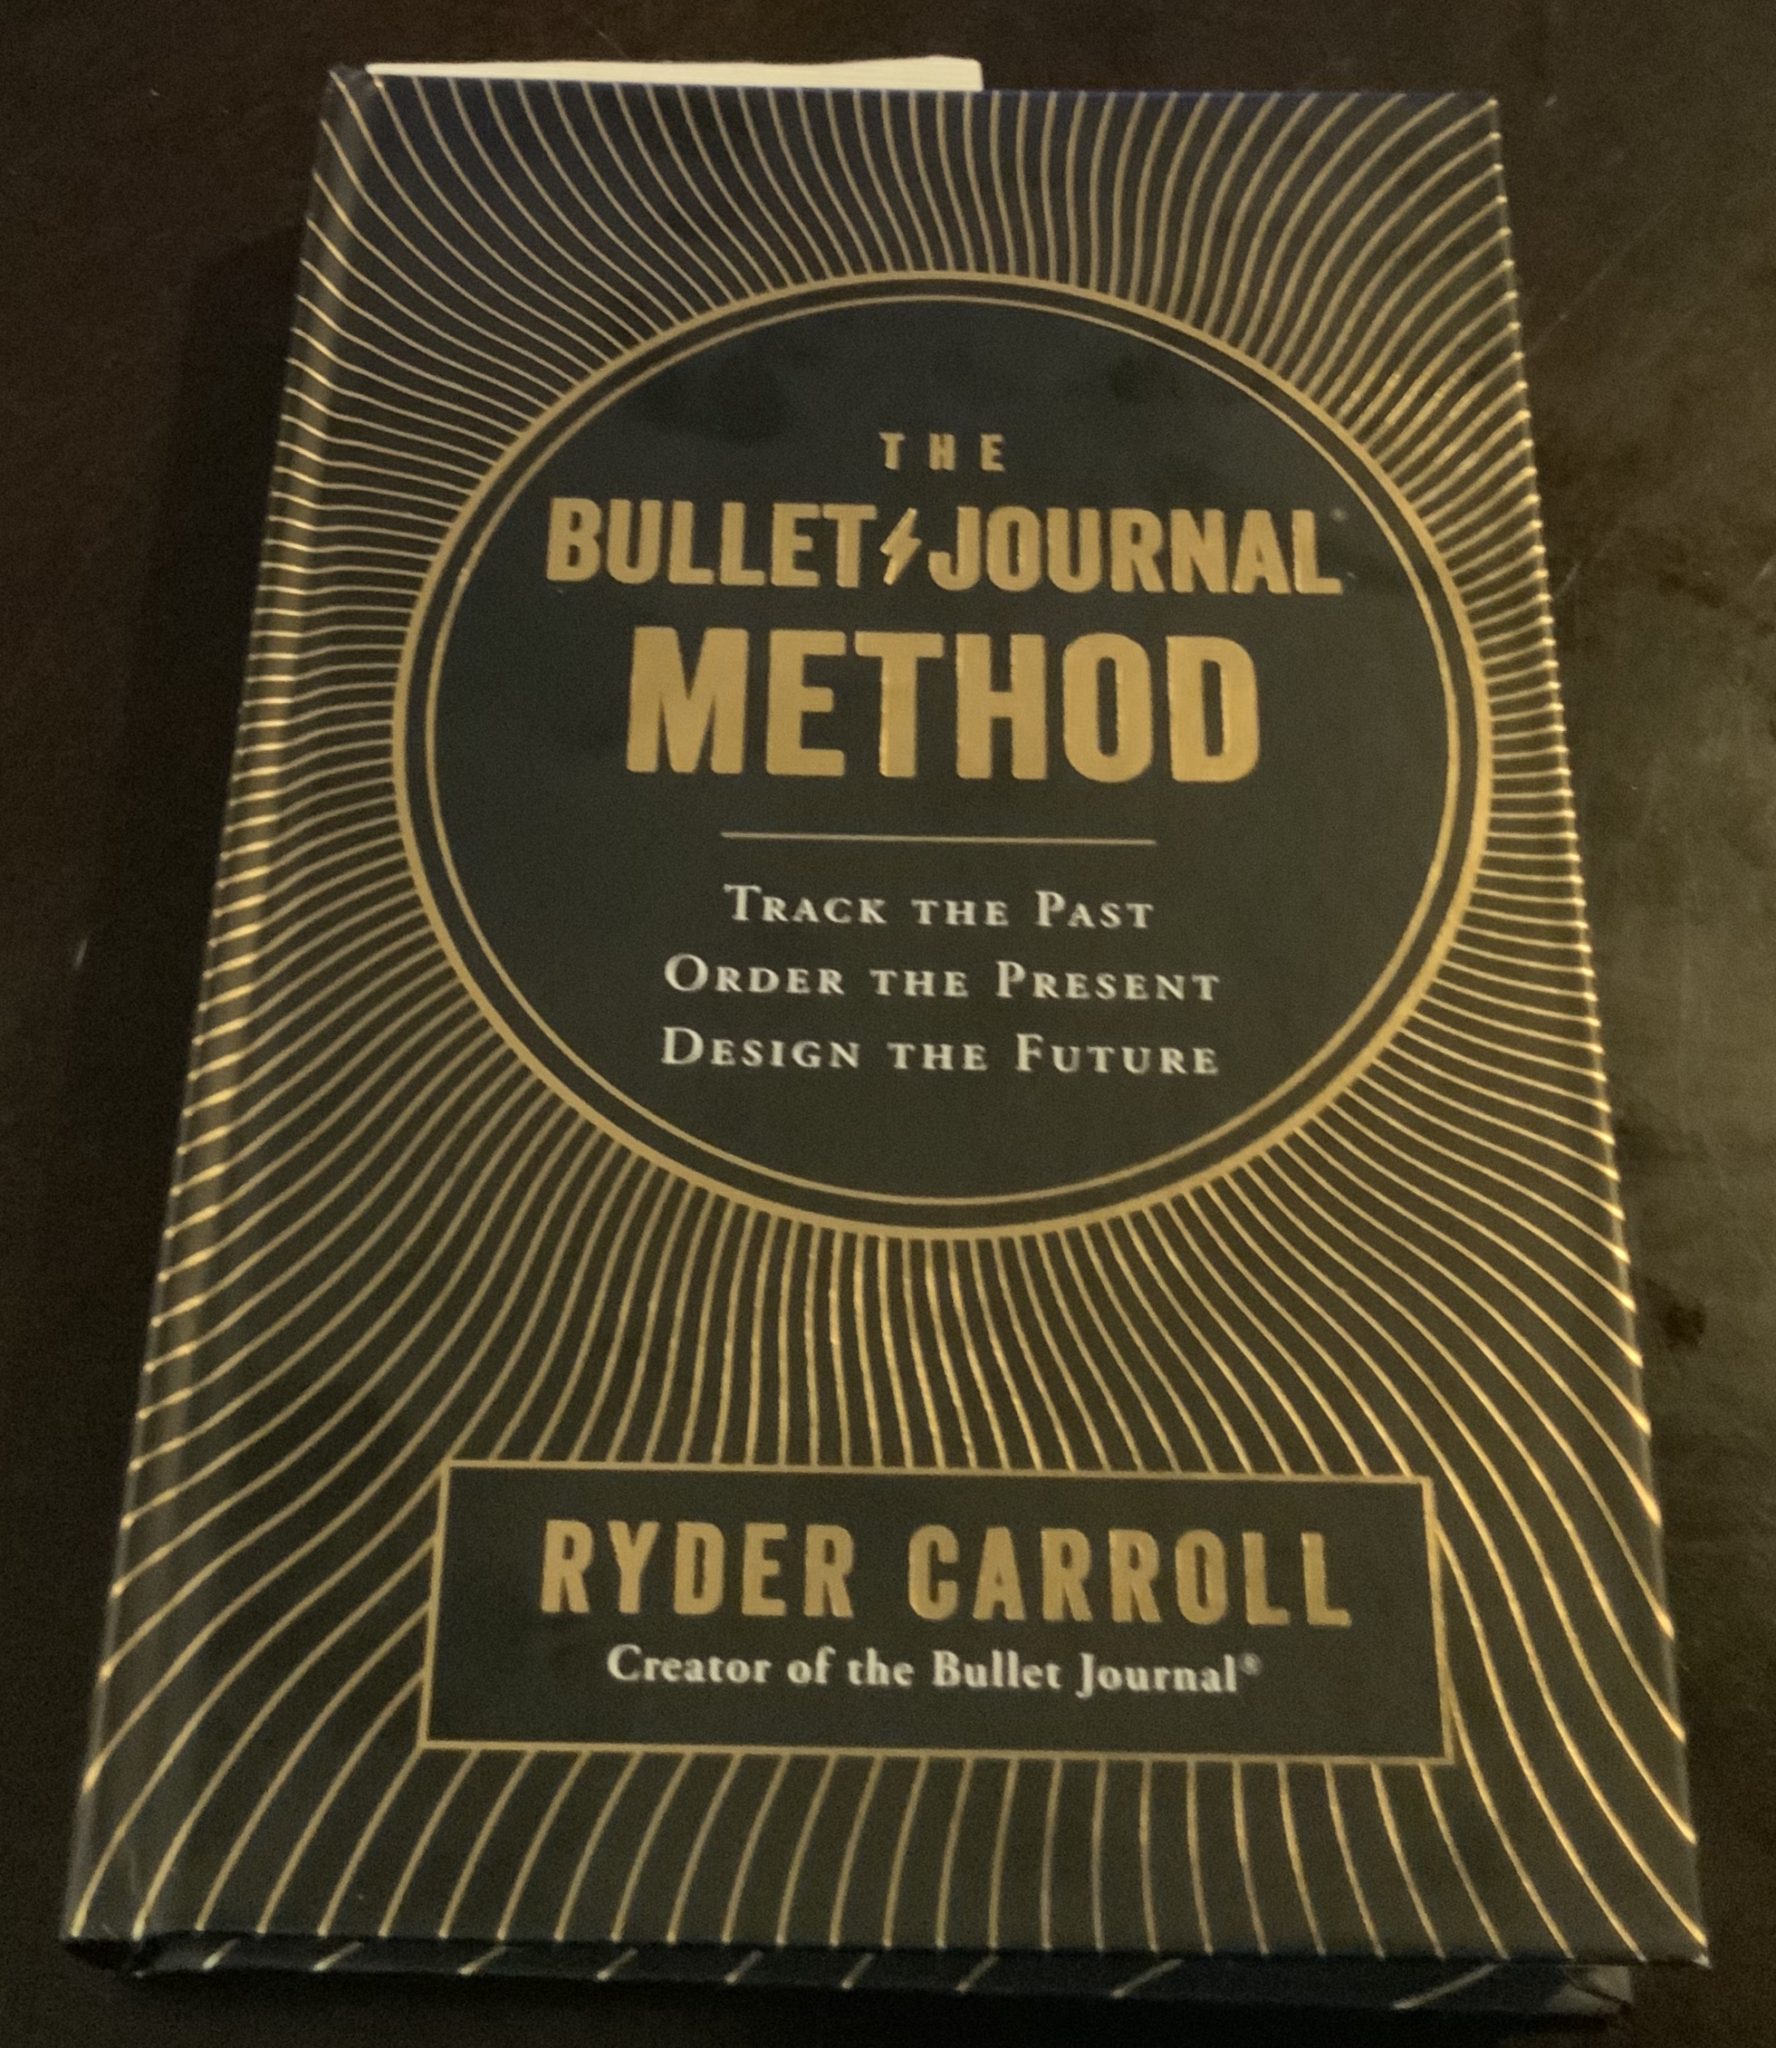 THE
BULLET⚡JOURNAL®
METHOD
TRACK THE PAST
ORDER THE PRESENT
DESIGN THE FUTURE
RYDER CARROLL
Creator of the Bullet Journal®